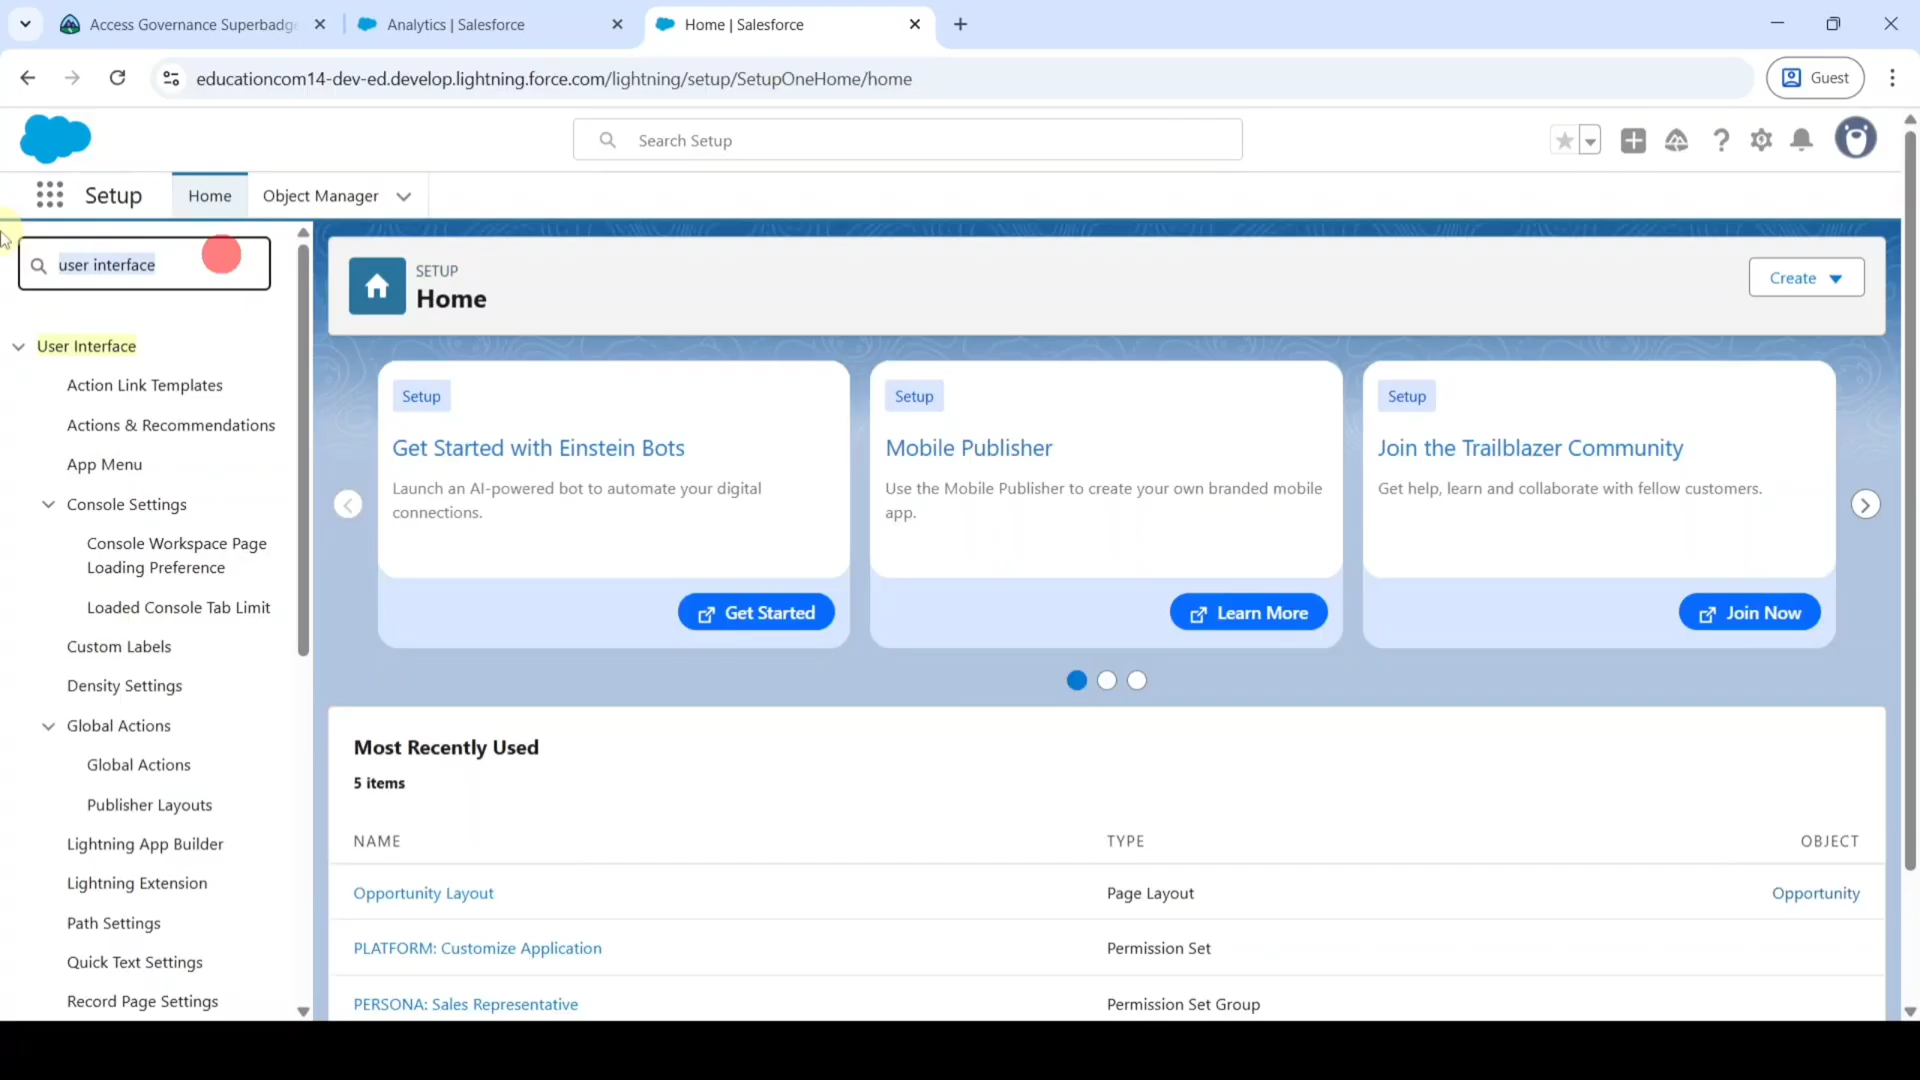 Access Governance Superbadge
Analytics | Salesforce
Home | Salesforce
educationcom14-dev-ed.develop.lightning.force.com/lightning/setup/SetupOneHome/home
Guest
Search Setup
Setup
Home
Object Manager
user interface
User Interface
Action Link Templates
Actions & Recommendations
App Menu
Console Settings
Console Workspace Page
Loading Preference
Loaded Console Tab Limit
Custom Labels
Density Settings
Global Actions
Global Actions
Publisher Layouts
Lightning App Builder
Lightning Extension
Path Settings
Quick Text Settings
Record Page Settings
SETUP
Home
Create
Setup
Get Started with Einstein Bots
Launch an AI-powered bot to automate your digital
connections.
Get Started
Setup
Mobile Publisher
Use the Mobile Publisher to create your own branded mobile
app.
Learn More
Setup
Join the Trailblazer Community
Get help, learn and collaborate with fellow customers.
Join Now
Most Recently Used
5 items
NAME TYPE OBJECT
Opportunity Layout Page Layout Opportunity
PLATFORM: Customize Application Permission Set
PERSONA: Sales Representative Permission Set Group